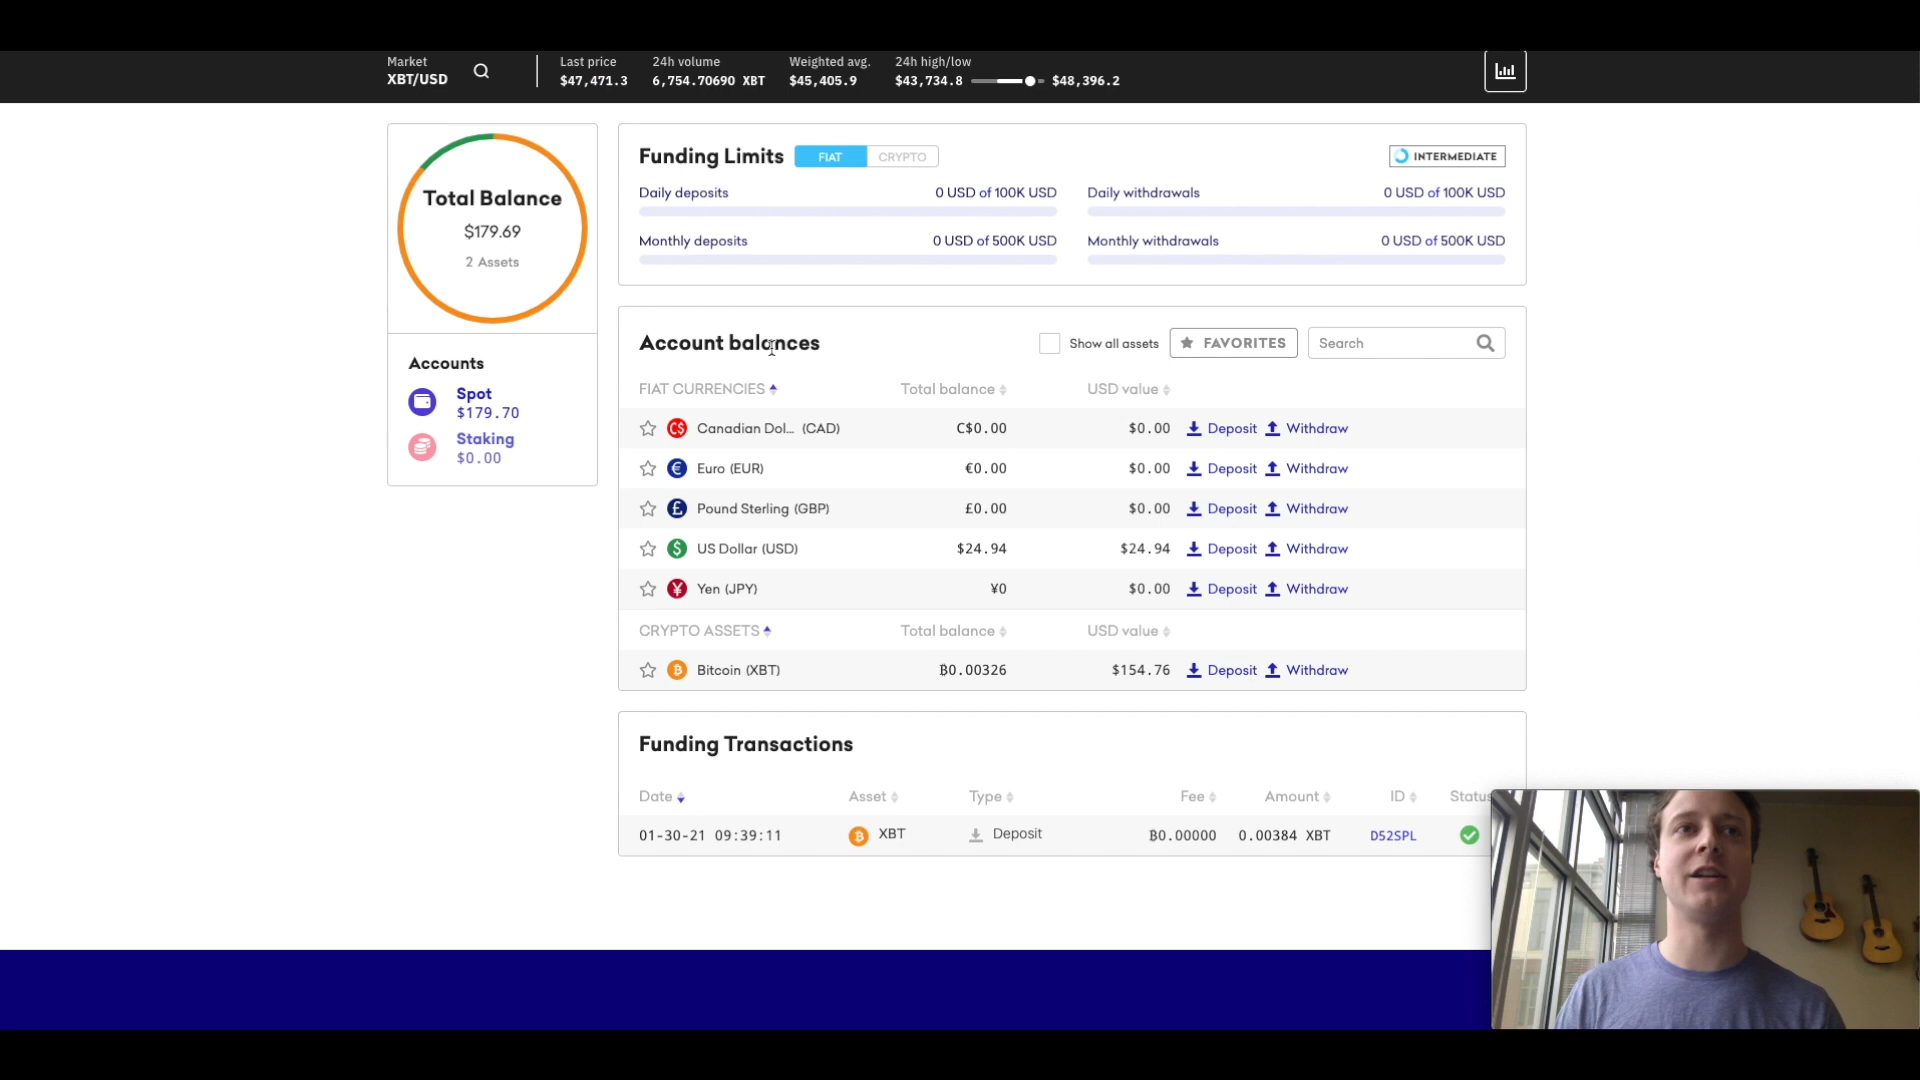 Market
XBT/USD
Last price
$47,471.3
24h volume
6,754.70690 XBT
Weighted avg.
$45,405.9
24h high/low
$43,734.8 $48,396.2
Total Balance
$179.69
2 Assets
Accounts
Spot
$179.70
Staking
$0.00
Funding Limits FIAT CRYPTO INTERMEDIATE
Daily deposits 0 USD of 100K USD Daily withdrawals 0 USD of 100K USD
Monthly deposits 0 USD of 500K USD Monthly withdrawals 0 USD of 500K USD
Account balances Show all assets FAVORITES Search
FIAT CURRENCIES Total balance USD value
C$ Canadian Dol... (CAD) C$0.00 $0.00 Deposit Withdraw
€ Euro (EUR) €0.00 $0.00 Deposit Withdraw
£ Pound Sterling (GBP) £0.00 $0.00 Deposit Withdraw
$ US Dollar (USD) $24.94 $24.94 Deposit Withdraw
¥ Yen (JPY) ¥0 $0.00 Deposit Withdraw
CRYPTO ASSETS Total balance USD value
₿ Bitcoin (XBT) ₿0.00326 $154.76 Deposit Withdraw
Funding Transactions
Date Asset Type Fee Amount ID Status
01-30-21 09:39:11 ₿ XBT Deposit ₿0.00000 0.00384 XBT D52SPL